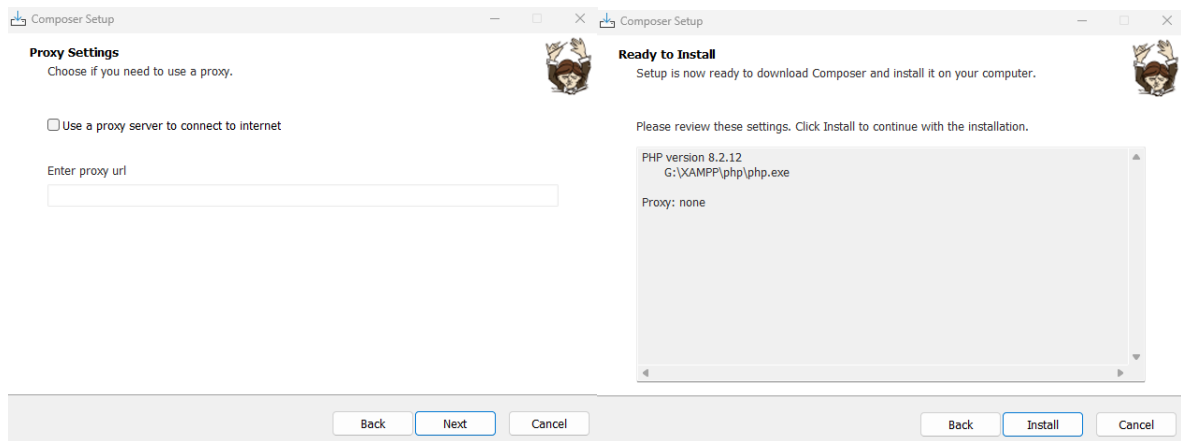 Composer Setup
Proxy Settings
Choose if you need to use a proxy.
Use a proxy server to connect to internet
Enter proxy url
Back
Next
Cancel
Composer Setup
Ready to Install
Setup is now ready to download Composer and install it on your computer.
Please review these settings. Click Install to continue with the installation.
PHP version 8.2.12
G:\XAMPP\php\php.exe
Proxy: none
Back
Install
Cancel